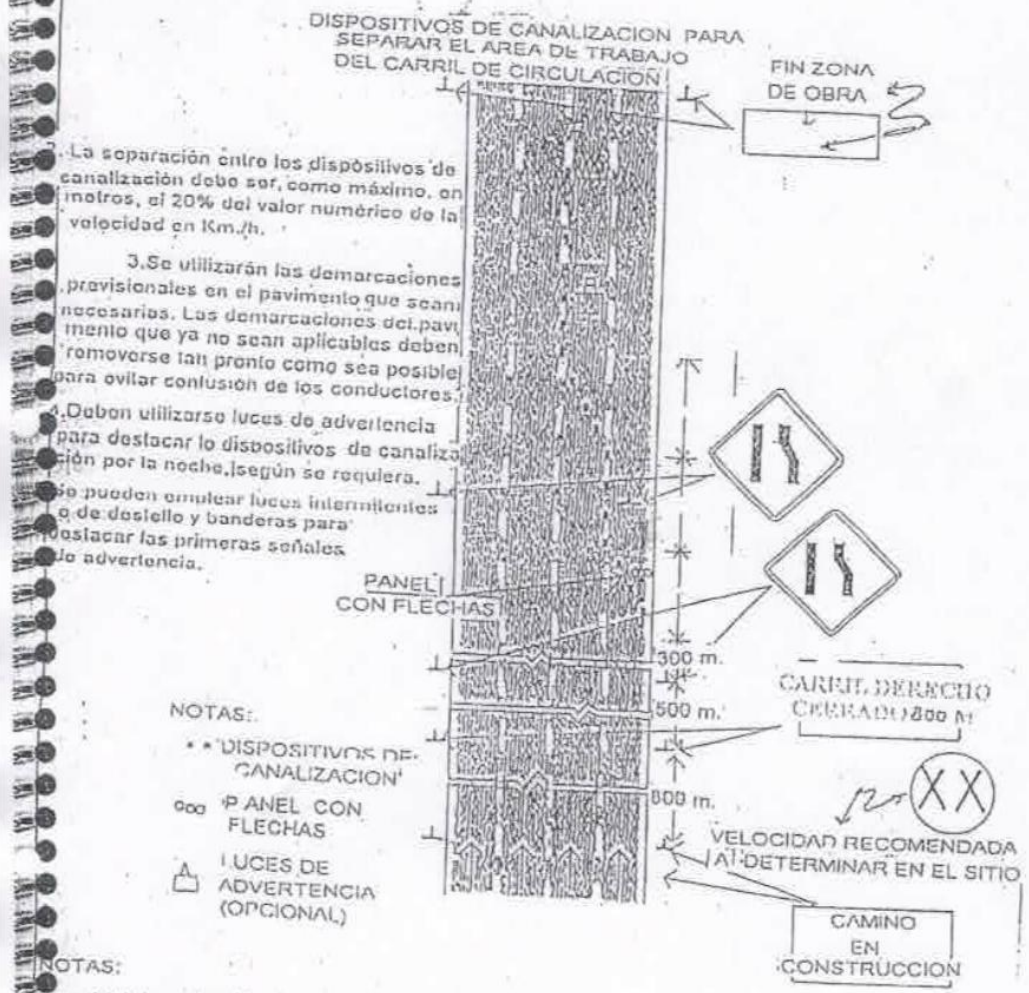 DISPOSITIVOS DE CANALIZACION PARA
SEPARAR EL AREA DE TRABAJO
DEL CARRIL DE CIRCULACION
FIN ZONA
DE OBRA
. La separación entre los dispositivos de
canalización debe ser, como máximo, en
metros, el 20% del valor numérico de la
velocidad en Km./h.
3.Se utilizarán las demarcaciones
previsionales en el pavimento que sean
necesarias. Las demarcaciones del pavi
mento que ya no sean aplicables deben
removerse tan pronto como sea posible
para evitar confusión de los conductores.
4.Deben utilizarse luces de advertencia
para destacar lo dispositivos de canaliza
ción por la noche, según se requiera.
Se pueden emplear luces intermitentes
o de destello y banderas para
destacar las primeras señales
de advertencia.
PANEL
CON FLECHAS
300 m.
500 m.
800 m.
CARRIL DERECHO
CERRADO 800 M
XX
VELOCIDAD RECOMENDADA
A DETERMINAR EN EL SITIO
CAMINO
EN
CONSTRUCCION
NOTAS:
DISPOSITIVOS DE
CANALIZACION
PANEL CON
FLECHAS
LUCES DE
ADVERTENCIA
(OPCIONAL)
NOTAS: